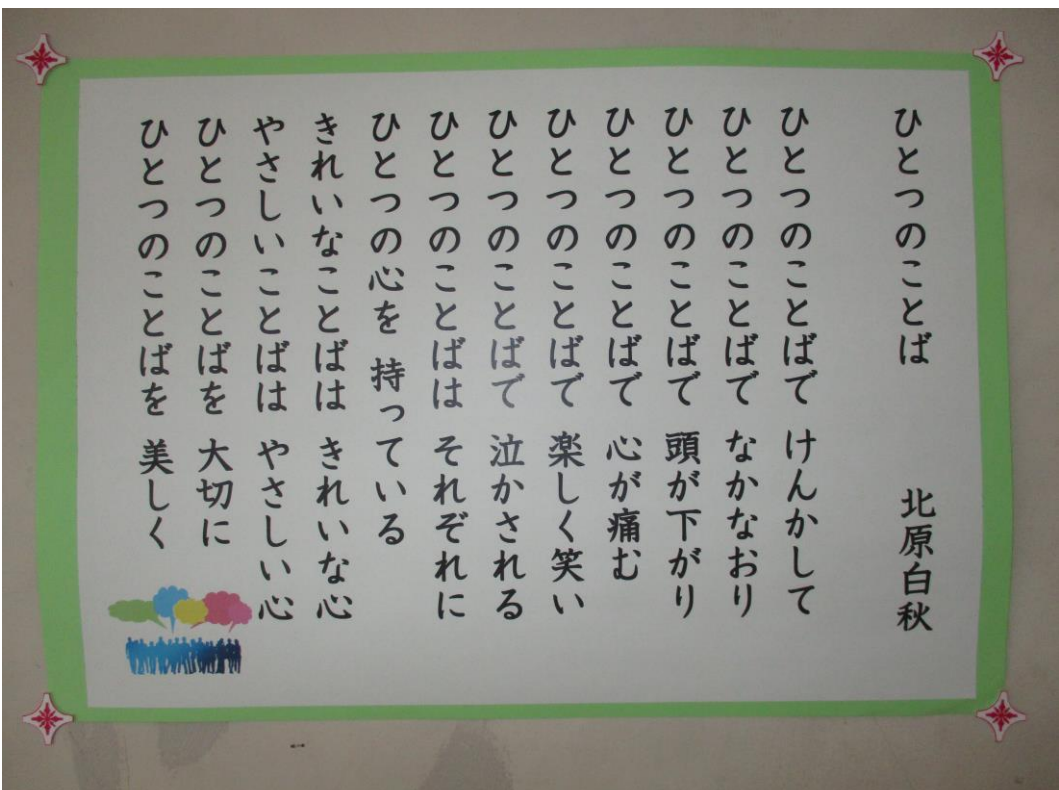 ひとつのことば　北原白秋
ひとつのことばで　けんかして
ひとつのことばで　なかなおり
ひとつのことばで　頭が下がり
ひとつのことばで　心が痛む
ひとつのことばで　楽しく笑い
ひとつのことばで　泣かされる
ひとつのことばは　それぞれに
ひとつの心を　持っている
きれいなことばは　きれいな心
やさしいことばは　やさしい心
ひとつのことばを　大切に
ひとつのことばを　美しく